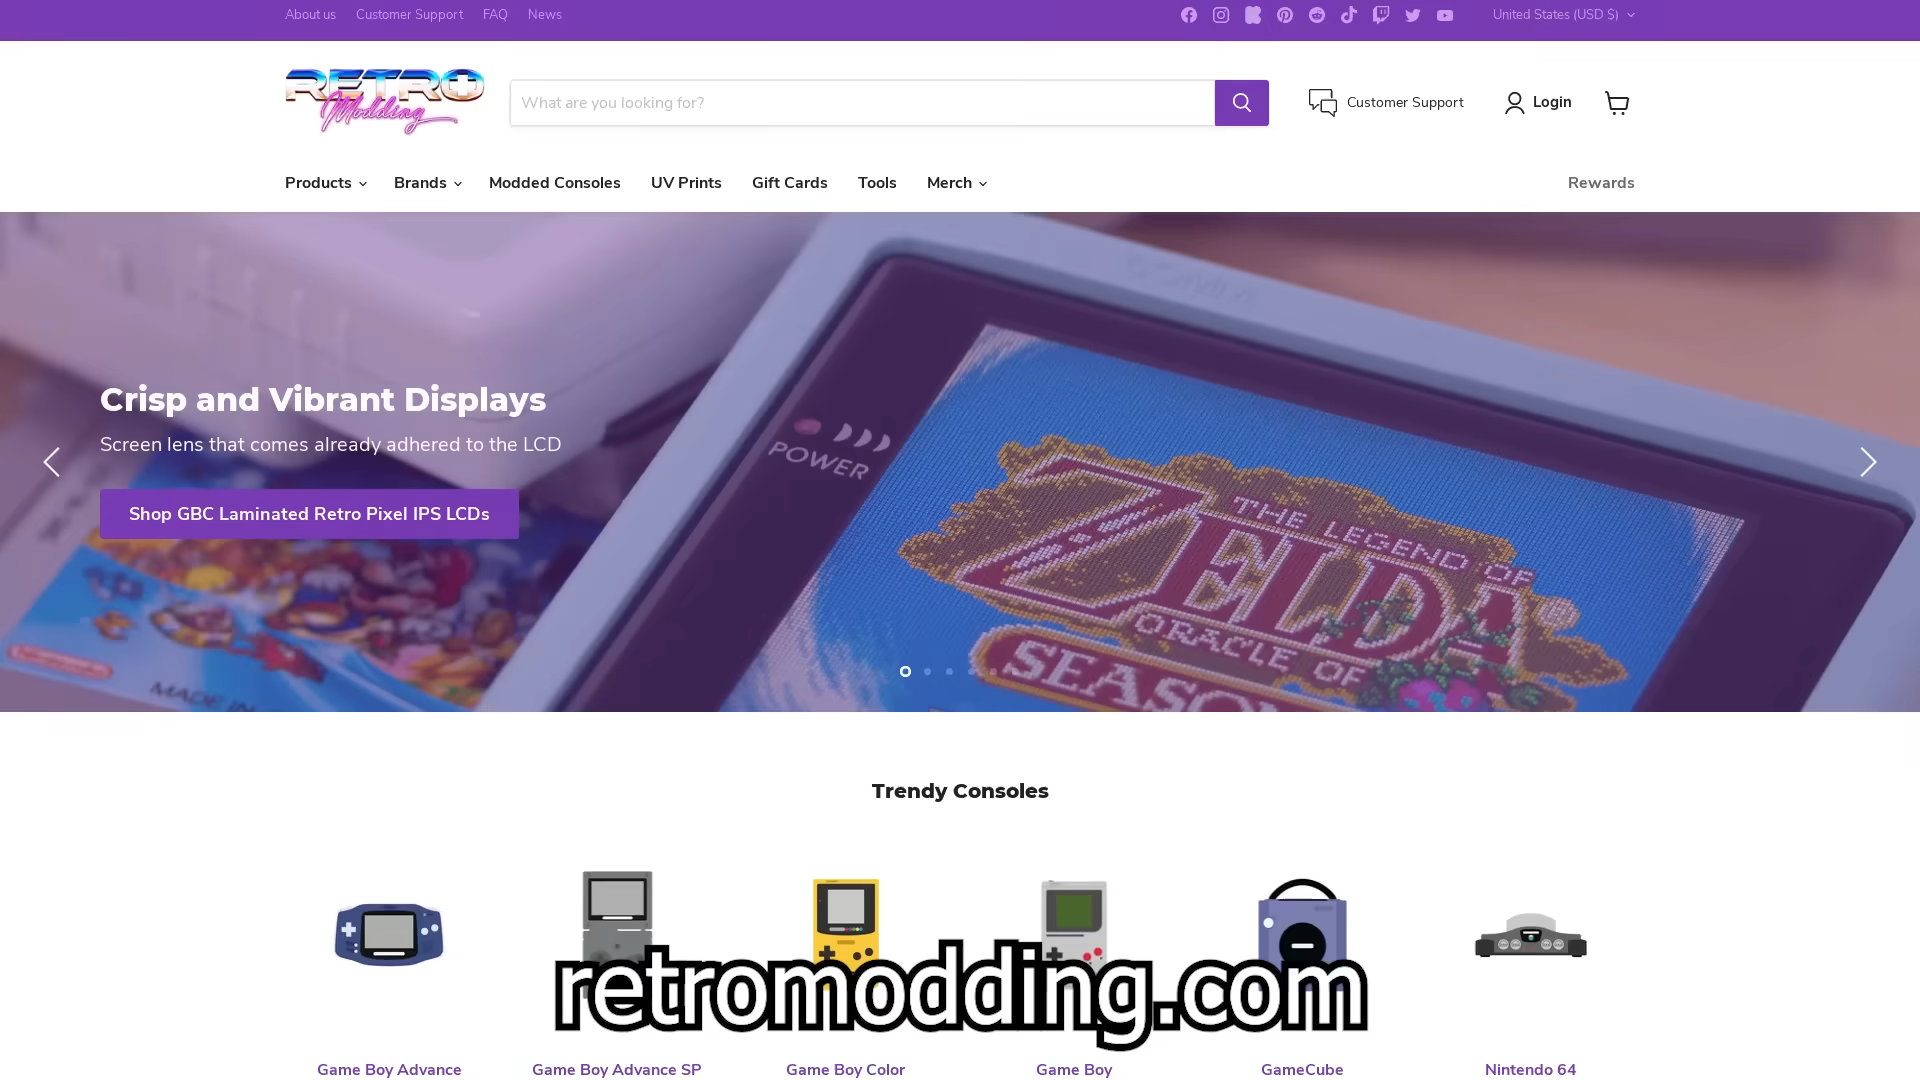 About us Customer Support FAQ News United States (USD $)
RETRO
Modding
What are you looking for?
Customer Support
Login
Products Brands Modded Consoles UV Prints Gift Cards Tools Merch Rewards
Crisp and Vibrant Displays
Screen lens that comes already adhered to the LCD
Shop GBC Laminated Retro Pixel IPS LCDs
POWER
THE LEGEND OF
ZELDA
ORACLE OF
MADE IN
Trendy Consoles
retromodding.com
Game Boy Advance Game Boy Advance SP Game Boy Color Game Boy GameCube Nintendo 64